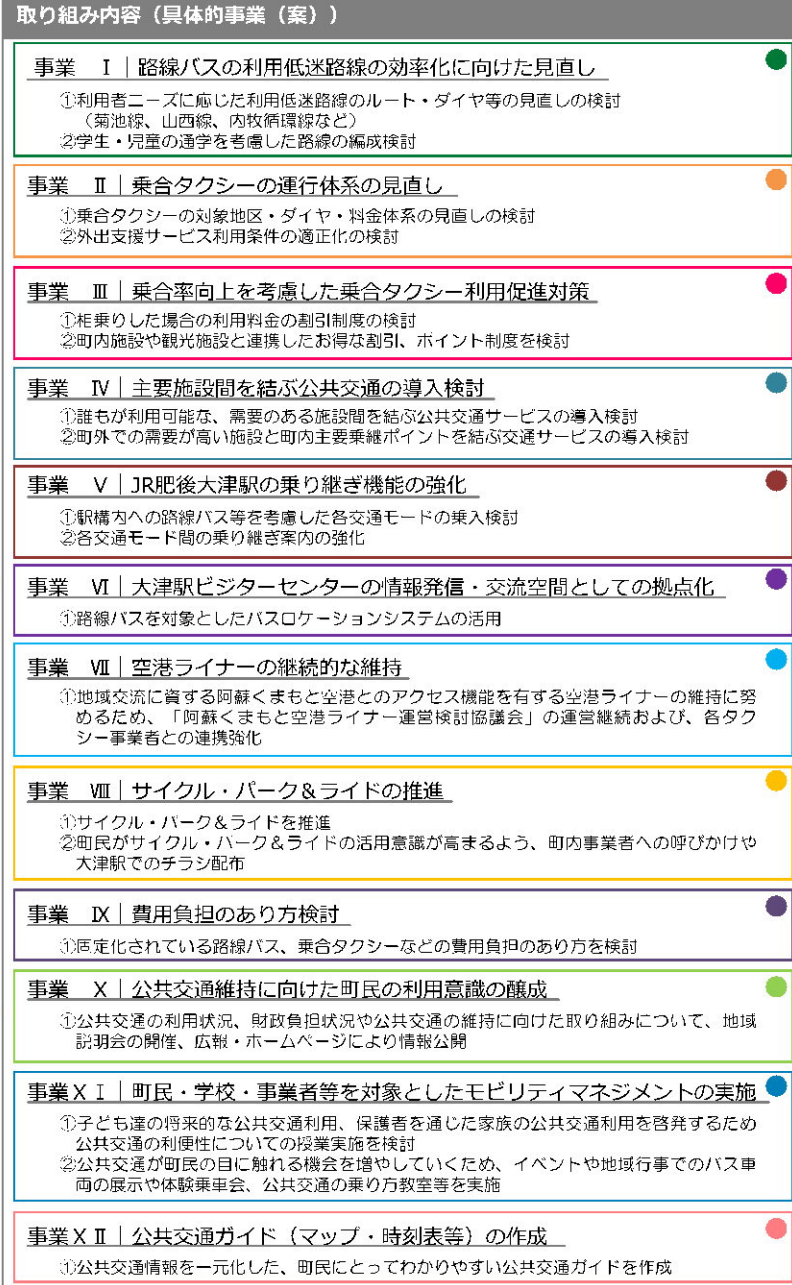 取り組み内容（具体的事業（案））
事業　Ⅰ｜路線バスの利用低迷路線の効率化に向けた見直し
①利用者ニーズに応じた利用低迷路線のルート・ダイヤ等の見直しの検討
（菊池線、山西線、内牧循環線など）
②学生・児童の通学を考慮した路線の編成検討
事業　Ⅱ｜乗合タクシーの運行体系の見直し
①乗合タクシーの対象地区・ダイヤ・料金体系の見直しの検討
②外出支援サービス利用条件の適正化の検討
事業　Ⅲ｜乗合率向上を考慮した乗合タクシー利用促進対策
①相乗りした場合の利用料金の割引制度の検討
②町内施設や観光施設と連携したお得な割引、ポイント制度を検討
事業　Ⅳ｜主要施設間を結ぶ公共交通の導入検討
①誰もが利用可能な、需要のある施設間を結ぶ公共交通サービスの導入検討
②町外での需要が高い施設と町内主要乗継ポイントを結ぶ交通サービスの導入検討
事業　Ⅴ｜JR肥後大津駅の乗り継ぎ機能の強化
①駅構内への路線バス等を考慮した各交通モードの乗入検討
②各交通モード間の乗り継ぎ案内の強化
事業　Ⅵ｜大津駅ビジターセンターの情報発信・交流空間としての拠点化
①路線バスを対象としたバスロケーションシステムの活用
事業　Ⅶ｜空港ライナーの継続的な維持
①地域交流に資する阿蘇くまもと空港とのアクセス機能を有する空港ライナーの維持に努
めるため、「阿蘇くまもと空港ライナー運営検討協議会」の運営継続および、各タク
シー事業者との連携強化
事業　Ⅷ｜サイクル・パーク＆ライドの推進
①サイクル・パーク＆ライドを推進
②町民がサイクル・パーク＆ライドの活用意識が高まるよう、町内事業者への呼びかけや
大津駅でのチラシ配布
事業　Ⅸ｜費用負担のあり方検討
①固定化されている路線バス、乗合タクシーなどの費用負担のあり方を検討
事業　Ⅹ｜公共交通維持に向けた町民の利用意識の醸成
①公共交通の利用状況、財政負担状況や公共交通の維持に向けた取り組みについて、地域
説明会の開催、広報・ホームページにより情報公開
事業ⅩⅠ｜町民・学校・事業者等を対象としたモビリティマネジメントの実施
①子ども達の将来的な公共交通利用、保護者を通じた家族の公共交通利用を啓発するため
公共交通の利便性についての授業実施を検討
②公共交通が町民の目に触れる機会を増やしていくため、イベントや地域行事でのバス車
両の展示や体験乗車会、公共交通の乗り方教室等を実施
事業ⅩⅡ｜公共交通ガイド（マップ・時刻表等）の作成
①公共交通情報を一元化した、町民にとってわかりやすい公共交通ガイドを作成